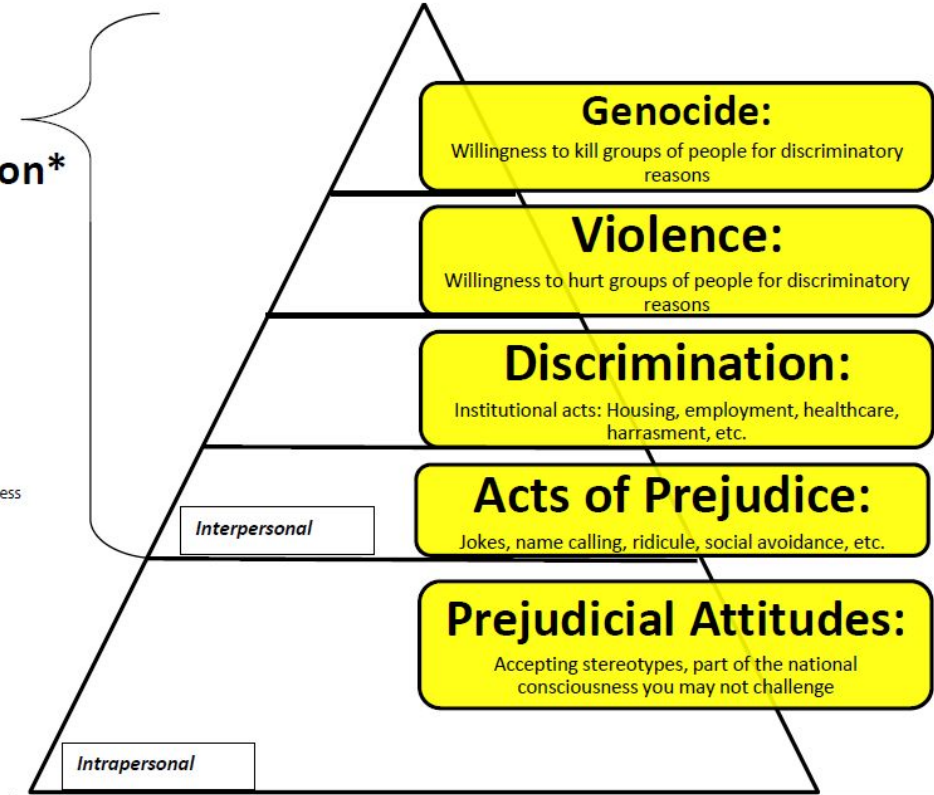 Genocide:
Willingness to kill groups of people for discriminatory
reasons
on*
Violence:
Willingness to hurt groups of people for discriminatory
reasons
Discrimination:
Institutional acts: Housing, employment, healthcare,
harrasment, etc.
ess
Acts of Prejudice:
Jokes, name calling, ridicule, social avoidance, etc.
Interpersonal
Prejudicial Attitudes:
Accepting stereotypes, part of the national
consciousness you may not challenge
Intrapersonal